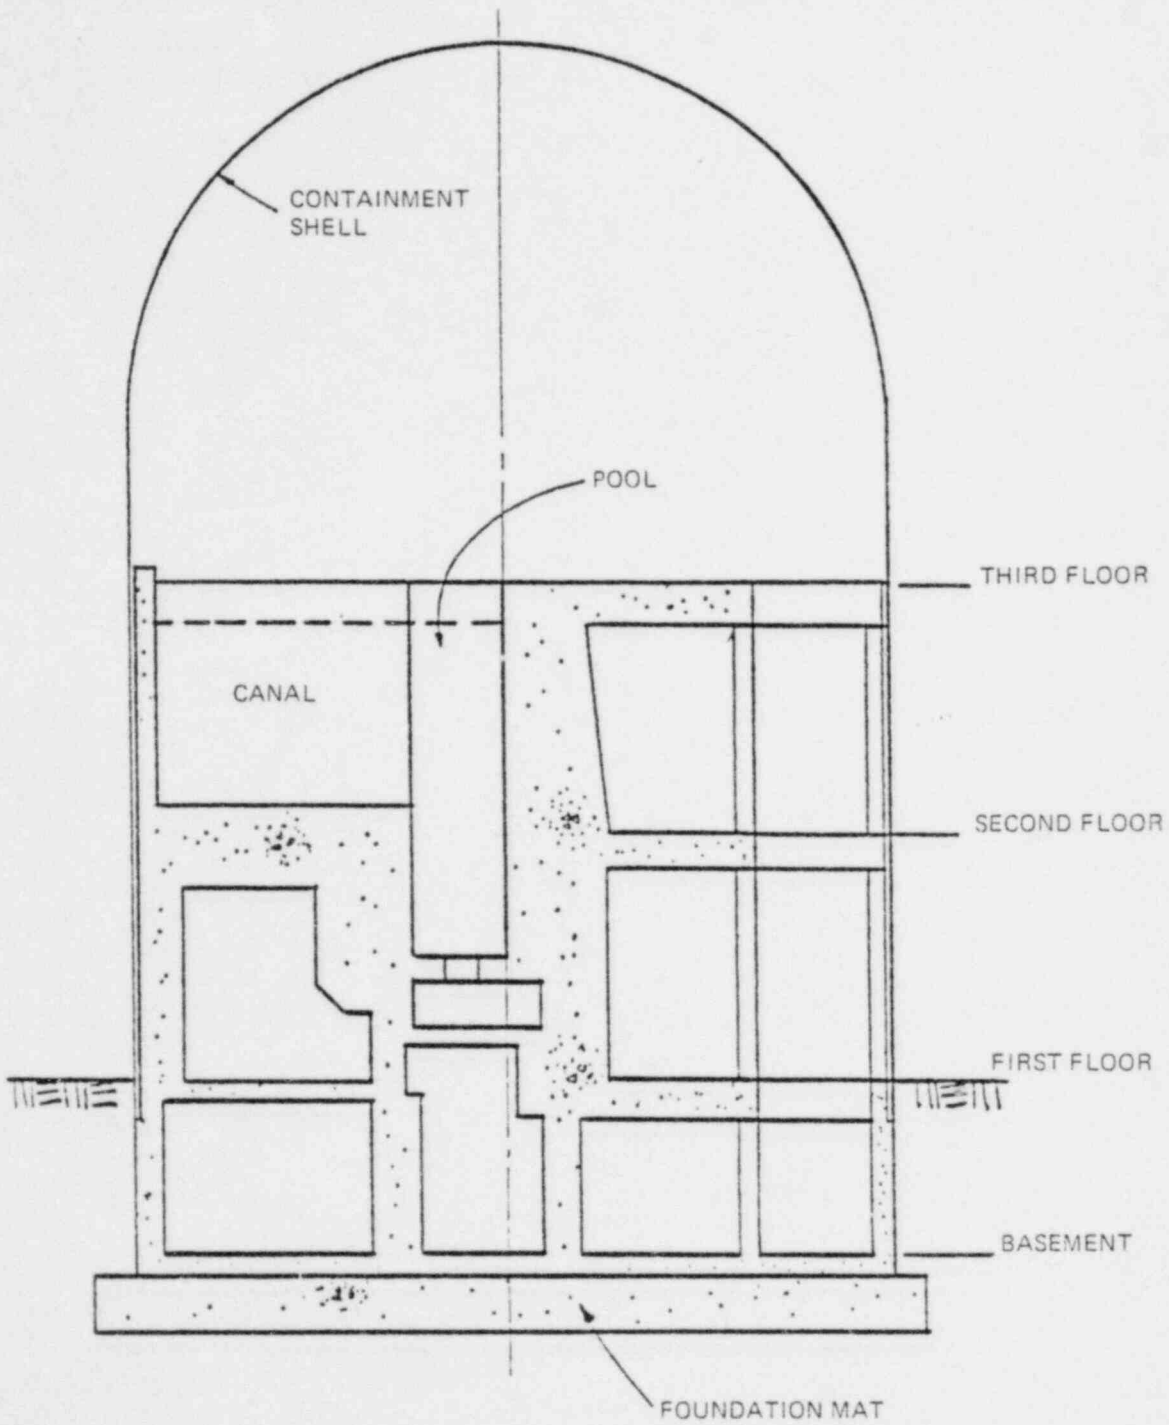 CONTAINMENT
SHELL
POOL
THIRD FLOOR
CANAL
SECOND FLOOR
FIRST FLOOR
BASEMENT
FOUNDATION MAT